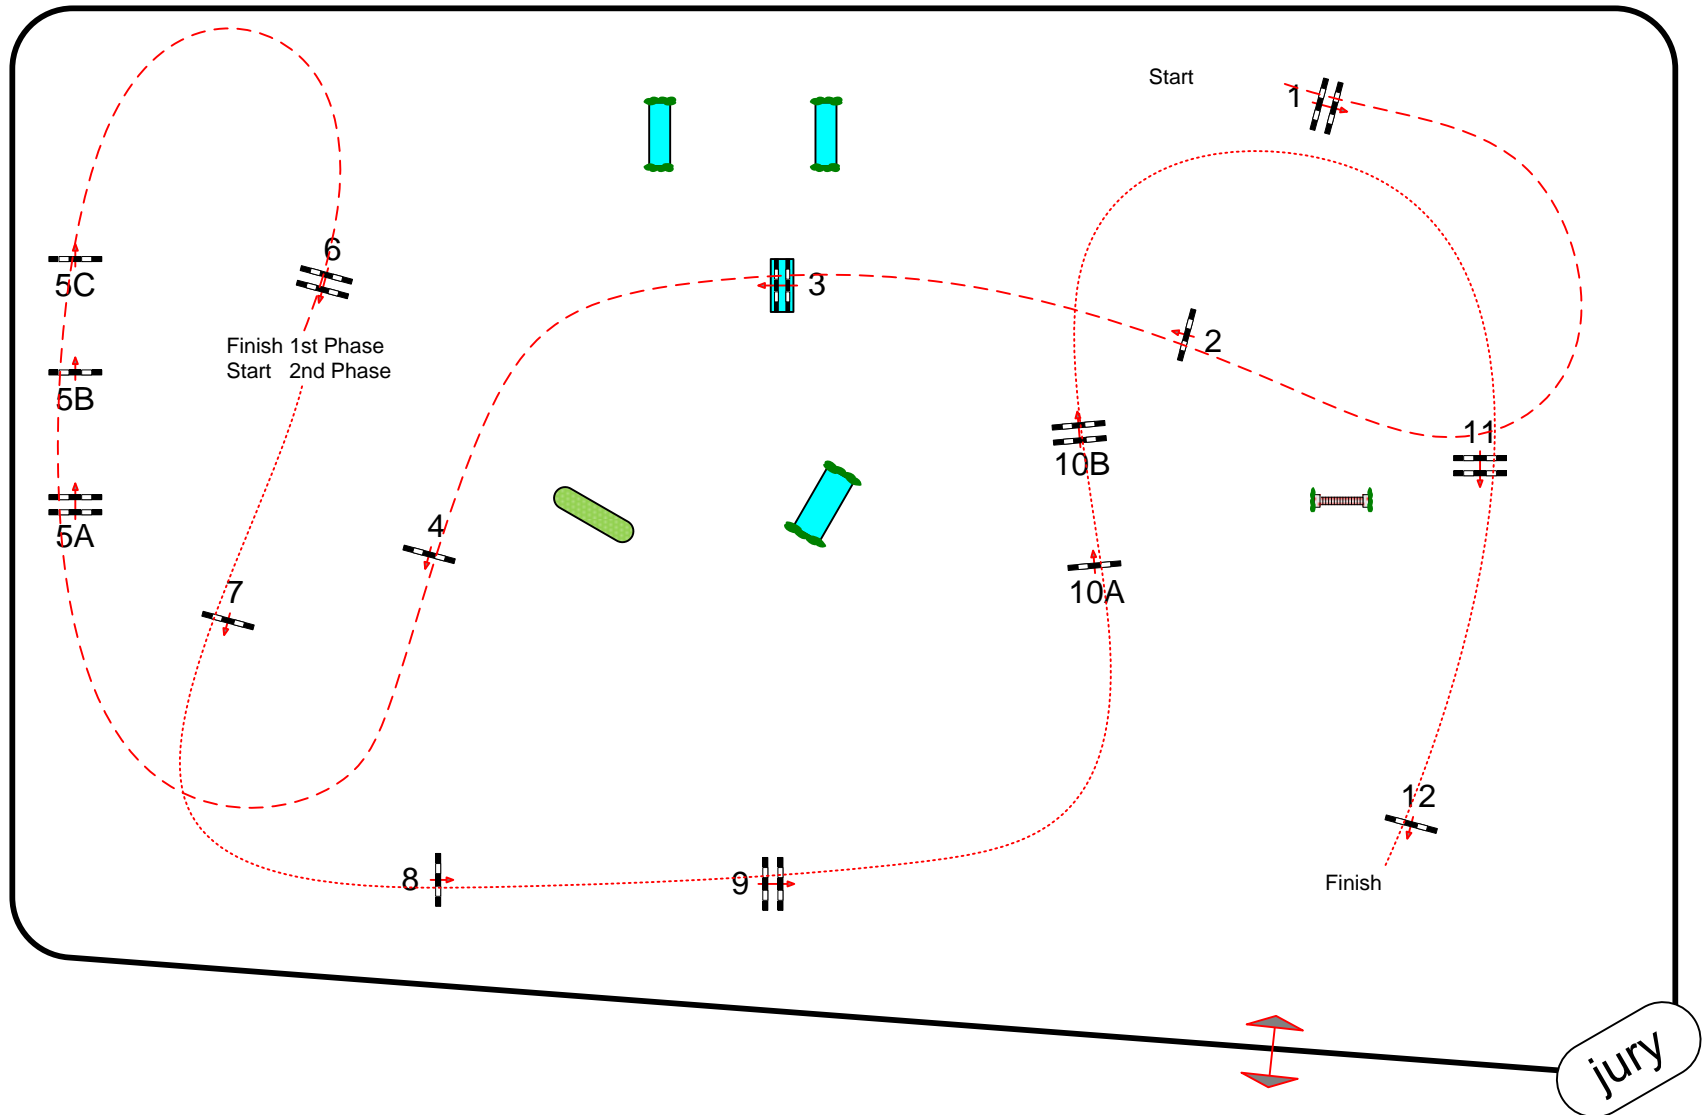 Start
1
6
5C
3
2
Finish 1st Phase
Start 2nd Phase
5B
11
10B
4
5A
7
10A
12
8
9
Finish
jury